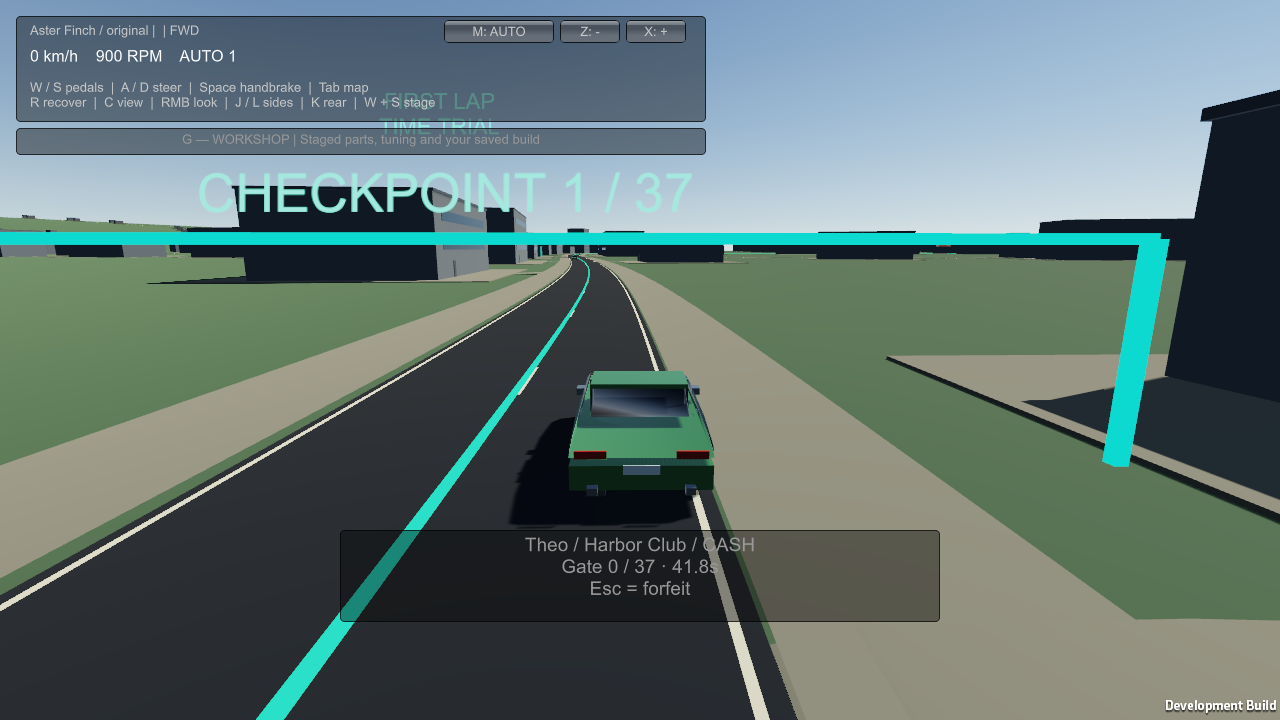 Aster Finch / original | | FWD
M: AUTO
Z: -
X: +
0 km/h 900 RPM AUTO 1
W / S pedals | A / D steer | Space handbrake | Tab map
R recover | C view | RMB look | J / L sides | K rear | W + S stage
FIRST LAP
TIME TRIAL
G — WORKSHOP | Staged parts, tuning and your saved build
CHECKPOINT 1 / 37
Theo / Harbor Club / CASH
Gate 0 / 37 · 41.8s
Esc = forfeit
Development Build